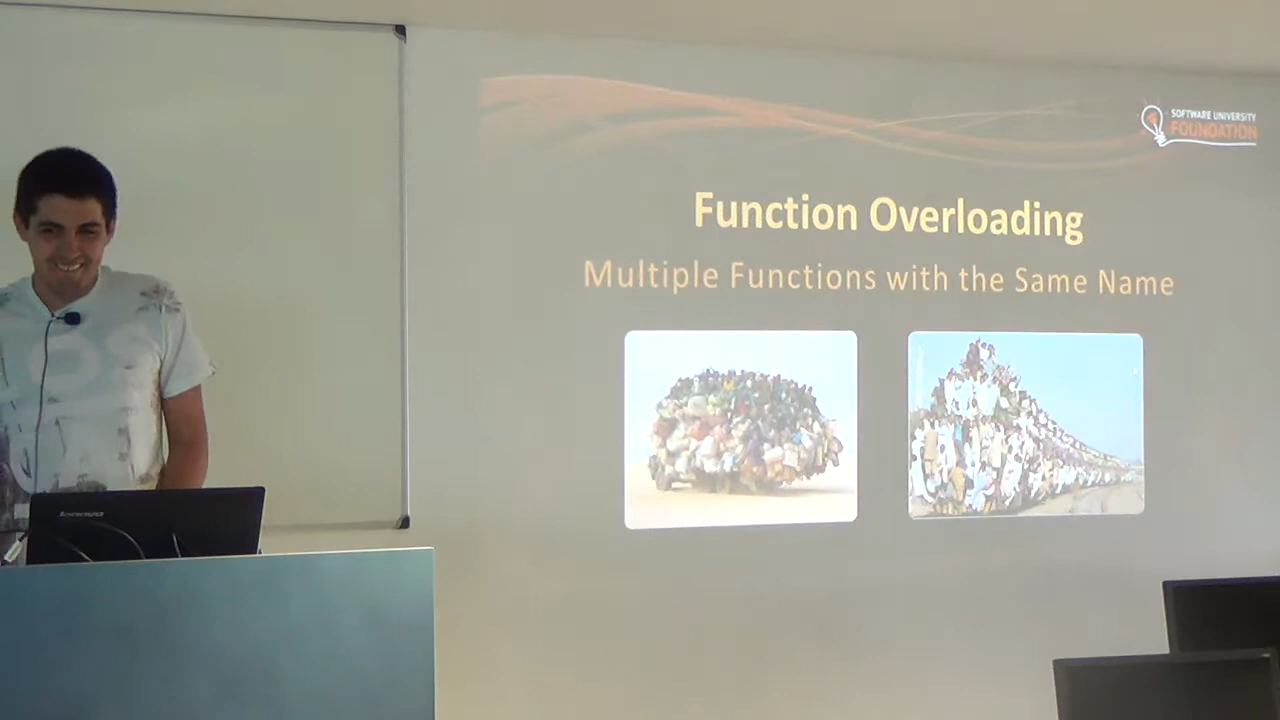 SOFTWARE UNIVERSITY
FOUNDATION
Function Overloading
Multiple Functions with the Same Name